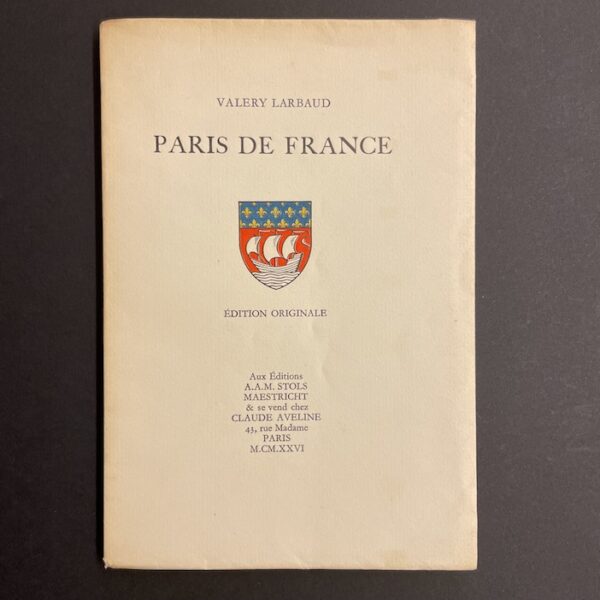 VALERY LARBAUD
PARIS DE FRANCE
ÉDITION ORIGINALE
Aux Éditions
A.A.M. STOLS
MAESTRICHT
& se vend chez
CLAUDE AVELINE
43, rue Madame
PARIS
M.CM.XXVI